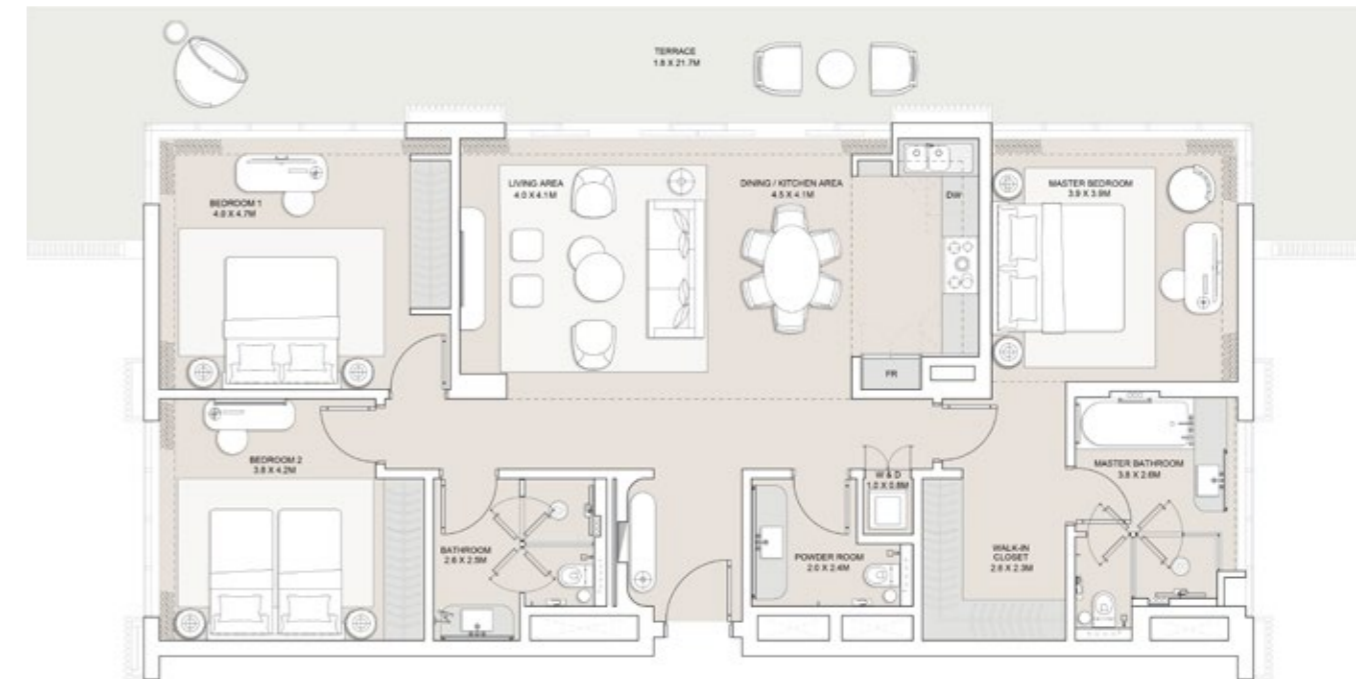 TERRACE
1.8 X 21.7M
LIVING AREA
4.0 X 4.1M
DINING / KITCHEN AREA
4.5 X 4.1M
MASTER BEDROOM
3.9 X 3.9M
BEDROOM 1
4.0 X 4.7M
DW
FR
BEDROOM 2
3.8 X 4.2M
MASTER BATHROOM
3.8 X 2.6M
W & D
1.0 X 0.8M
BATHROOM
2.6 X 2.5M
POWDER ROOM
2.0 X 2.4M
WALK-IN
CLOSET
2.8 X 2.3M